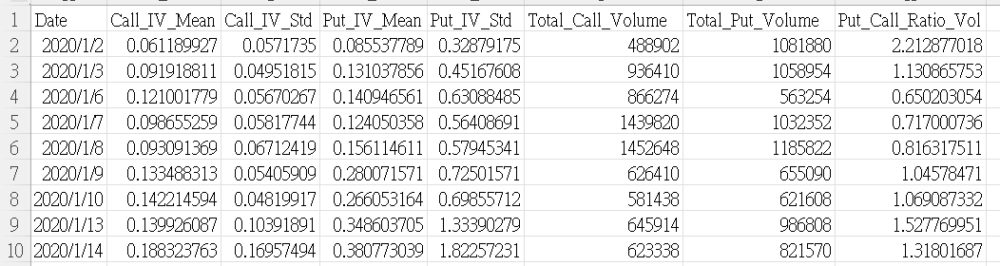 1 Date Call_IV_Mean Call_IV_Std Put_IV_Mean Put_IV_Std Total_Call_Volume Total_Put_Volume Put_Call_Ratio_Vol
2 2020/1/2 0.061189927 0.0571735 0.085537789 0.32879175 488902 1081880 2.212877018
3 2020/1/3 0.091918811 0.04951815 0.131037856 0.45167608 936410 1058954 1.130865753
4 2020/1/6 0.121001779 0.05670267 0.140946561 0.63088485 866274 563254 0.650203054
5 2020/1/7 0.098655259 0.05817744 0.124050358 0.56408691 1439820 1032352 0.717000736
6 2020/1/8 0.093091369 0.06712419 0.156114611 0.57945341 1452648 1185822 0.816317511
7 2020/1/9 0.133488313 0.05405909 0.280071571 0.72501571 626410 655090 1.04578471
8 2020/1/10 0.142214594 0.04819917 0.266053164 0.69855712 581438 621608 1.069087332
9 2020/1/13 0.139926087 0.10391891 0.348603705 1.33390279 645914 986808 1.527769951
10 2020/1/14 0.188323763 0.16957494 0.380773039 1.82257231 623338 821570 1.31801687